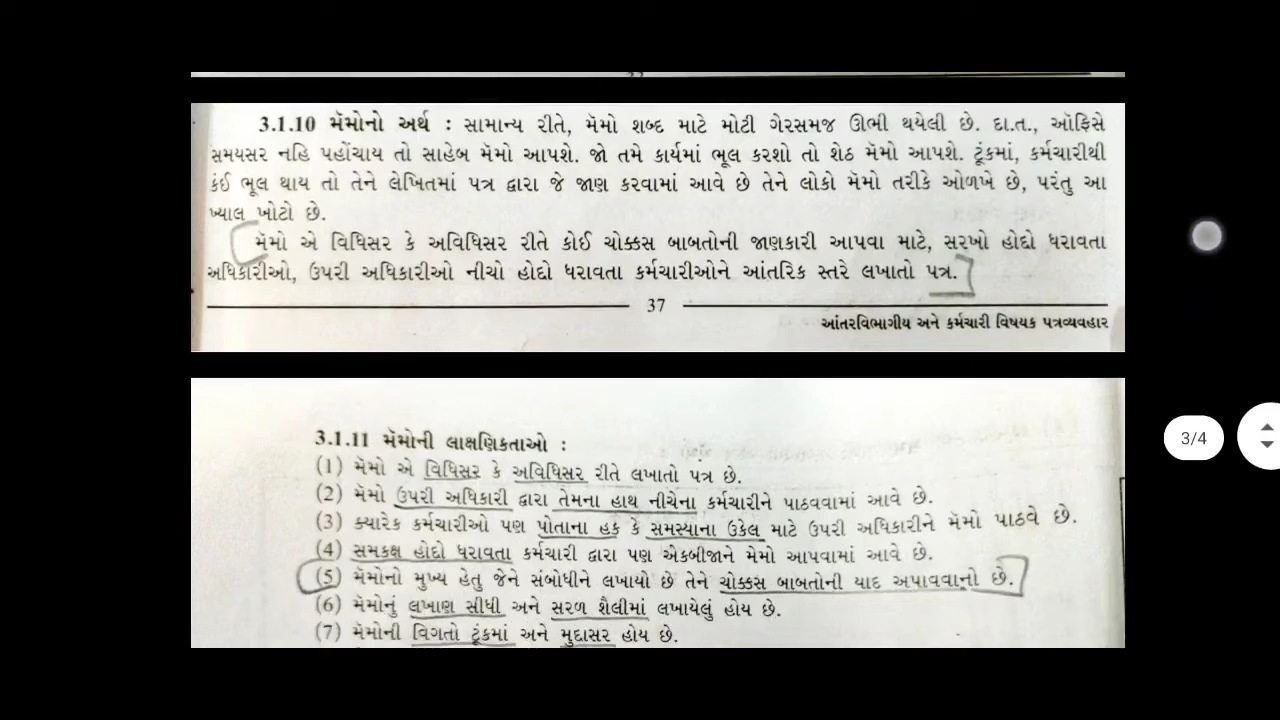 3.1.10 મૅમોનો અર્થ : સામાન્ય રીતે, મૅમો શબ્દ માટે મોટી ગેરસમજ ઊભી થયેલી છે. દા.ત., ઑફિસે
સમયસર નહિ પહોંચાય તો સાહેબ મૅમો આપશે. જો તમે કાર્યમાં ભૂલ કરશો તો શેઠ મૅમો આપશે. ટૂંકમાં, કર્મચારીથી
કંઈ ભૂલ થાય તો તેને લેખિતમાં પત્ર દ્વારા જે જાણ કરવામાં આવે છે તેને લોકો મૅમો તરીકે ઓળખે છે, પરંતુ આ
ખ્યાલ ખોટો છે.
મૅમો એ વિધિસર કે અવિધિસર રીતે કોઈ ચોક્કસ બાબતોની જાણકારી આપવા માટે, સરખો હોદ્દો ધરાવતા
અધિકારીઓ, ઉપરી અધિકારીઓ નીચો હોદ્દો ધરાવતા કર્મચારીઓને આંતરિક સ્તરે લખાતો પત્ર.
37
આંતરવિભાગીય અને કર્મચારી વિષયક પત્રવ્યવહાર
3.1.11 મૅમોની લાક્ષણિકતાઓ :
(1) મૅમો એ વિધિસર કે અવિધિસર રીતે લખાતો પત્ર છે.
(2) મૅમો ઉપરી અધિકારી દ્વારા તેમના હાથ નીચેના કર્મચારીને પાઠવવામાં આવે છે.
(3) ક્યારેક કર્મચારીઓ પણ પોતાના હક કે સમસ્યાના ઉકેલ માટે ઉપરી અધિકારીને મૅમો પાઠવે છે.
(4) સમકક્ષ હોદ્દો ધરાવતા કર્મચારી દ્વારા પણ એકબીજાને મેમો આપવામાં આવે છે.
(5) મૅમોનો મુખ્ય હેતુ જેને સંબોધીને લખાયો છે તેને ચોક્કસ બાબતોની યાદ અપાવવાનો છે.
(6) મૅમોનું લખાણ સીધી અને સરળ શૈલીમાં લખાયેલું હોય છે.
(7) મૅમોની વિગતો ટૂંકમાં અને મુદ્દાસર હોય છે.
3/4